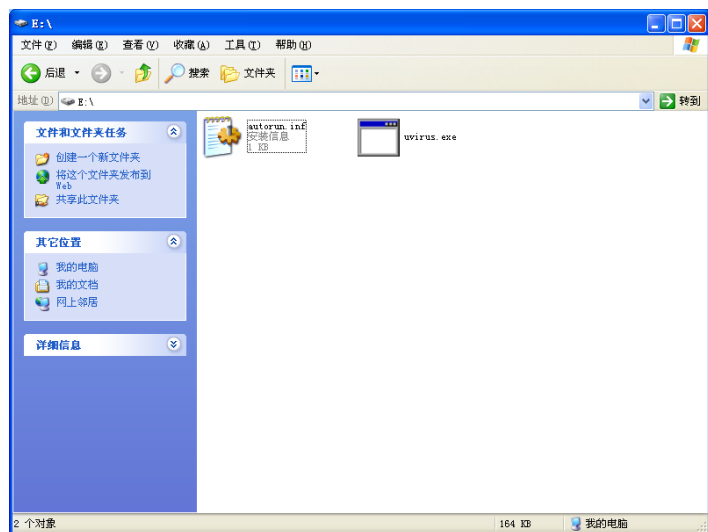 E:\
文件(F) 编辑(E) 查看(V) 收藏(A) 工具(T) 帮助(H)
后退 搜索 文件夹
地址(D) E:\ 转到
文件和文件夹任务
创建一个新文件夹
将这个文件夹发布到
Web
共享此文件夹
其它位置
我的电脑
我的文档
网上邻居
详细信息
autorun.inf
安装信息
1 KB
uvirus.exe
2 个对象 164 KB 我的电脑